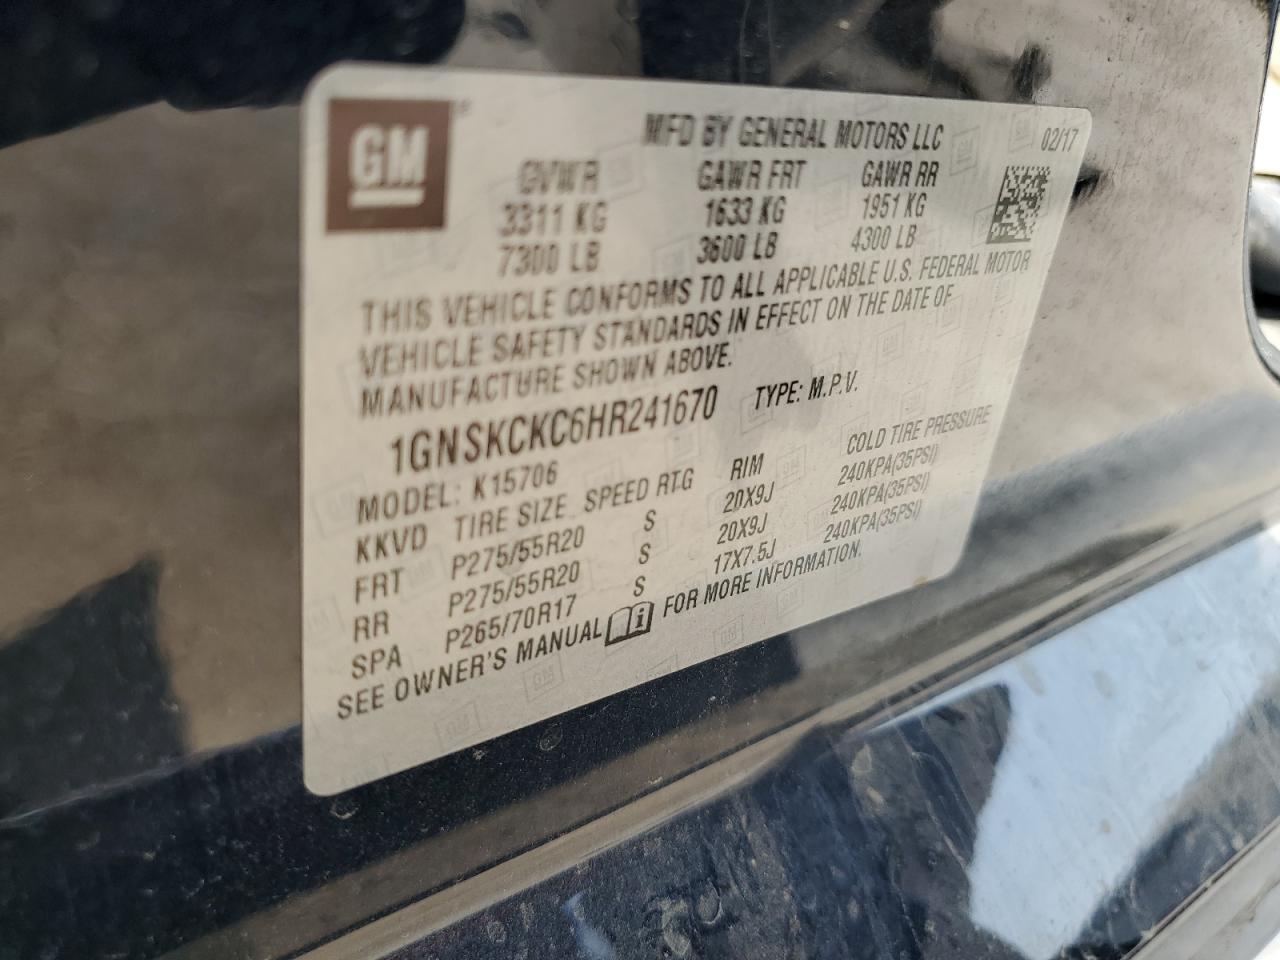 GM
MFD BY GENERAL MOTORS LLC 02/17
GVWR GAWR FRT GAWR RR
3311 KG 1633 KG 1951 KG
7300 LB 3600 LB 4300 LB
THIS VEHICLE CONFORMS TO ALL APPLICABLE U.S. FEDERAL MOTOR
VEHICLE SAFETY STANDARDS IN EFFECT ON THE DATE OF
MANUFACTURE SHOWN ABOVE.
1GNSKCKC6HR241670 TYPE: M.P.V.
MODEL: K15706
KKVD TIRE SIZE SPEED RTG RIM COLD TIRE PRESSURE
FRT P275/55R20 S 20X9J 240KPA(35PSI)
RR P275/55R20 S 20X9J 240KPA(35PSI)
SPA P265/70R17 S 17X7.5J 240KPA(35PSI)
SEE OWNER'S MANUAL FOR MORE INFORMATION.